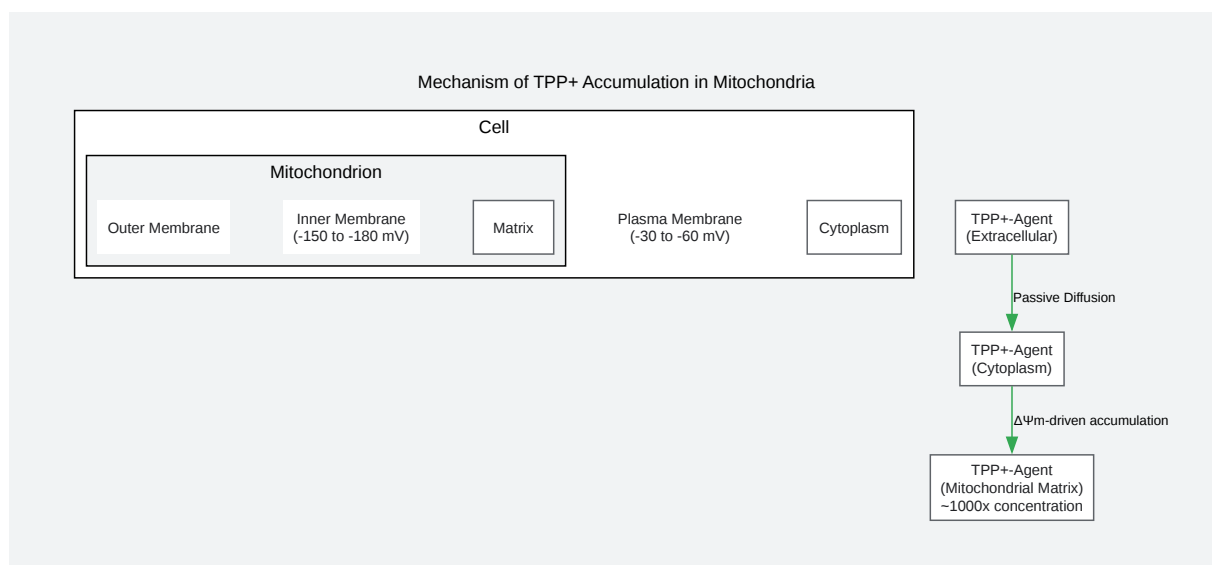 Mechanism of TPP+ Accumulation in Mitochondria
Cell
Mitochondrion
Outer Membrane
Inner Membrane
(-150 to -180 mV)
Matrix
Plasma Membrane
(-30 to -60 mV)
Cytoplasm
TPP+-Agent
(Extracellular)
Passive Diffusion
TPP+-Agent
(Cytoplasm)
ΔΨm-driven accumulation
TPP+-Agent
(Mitochondrial Matrix)
~1000x concentration